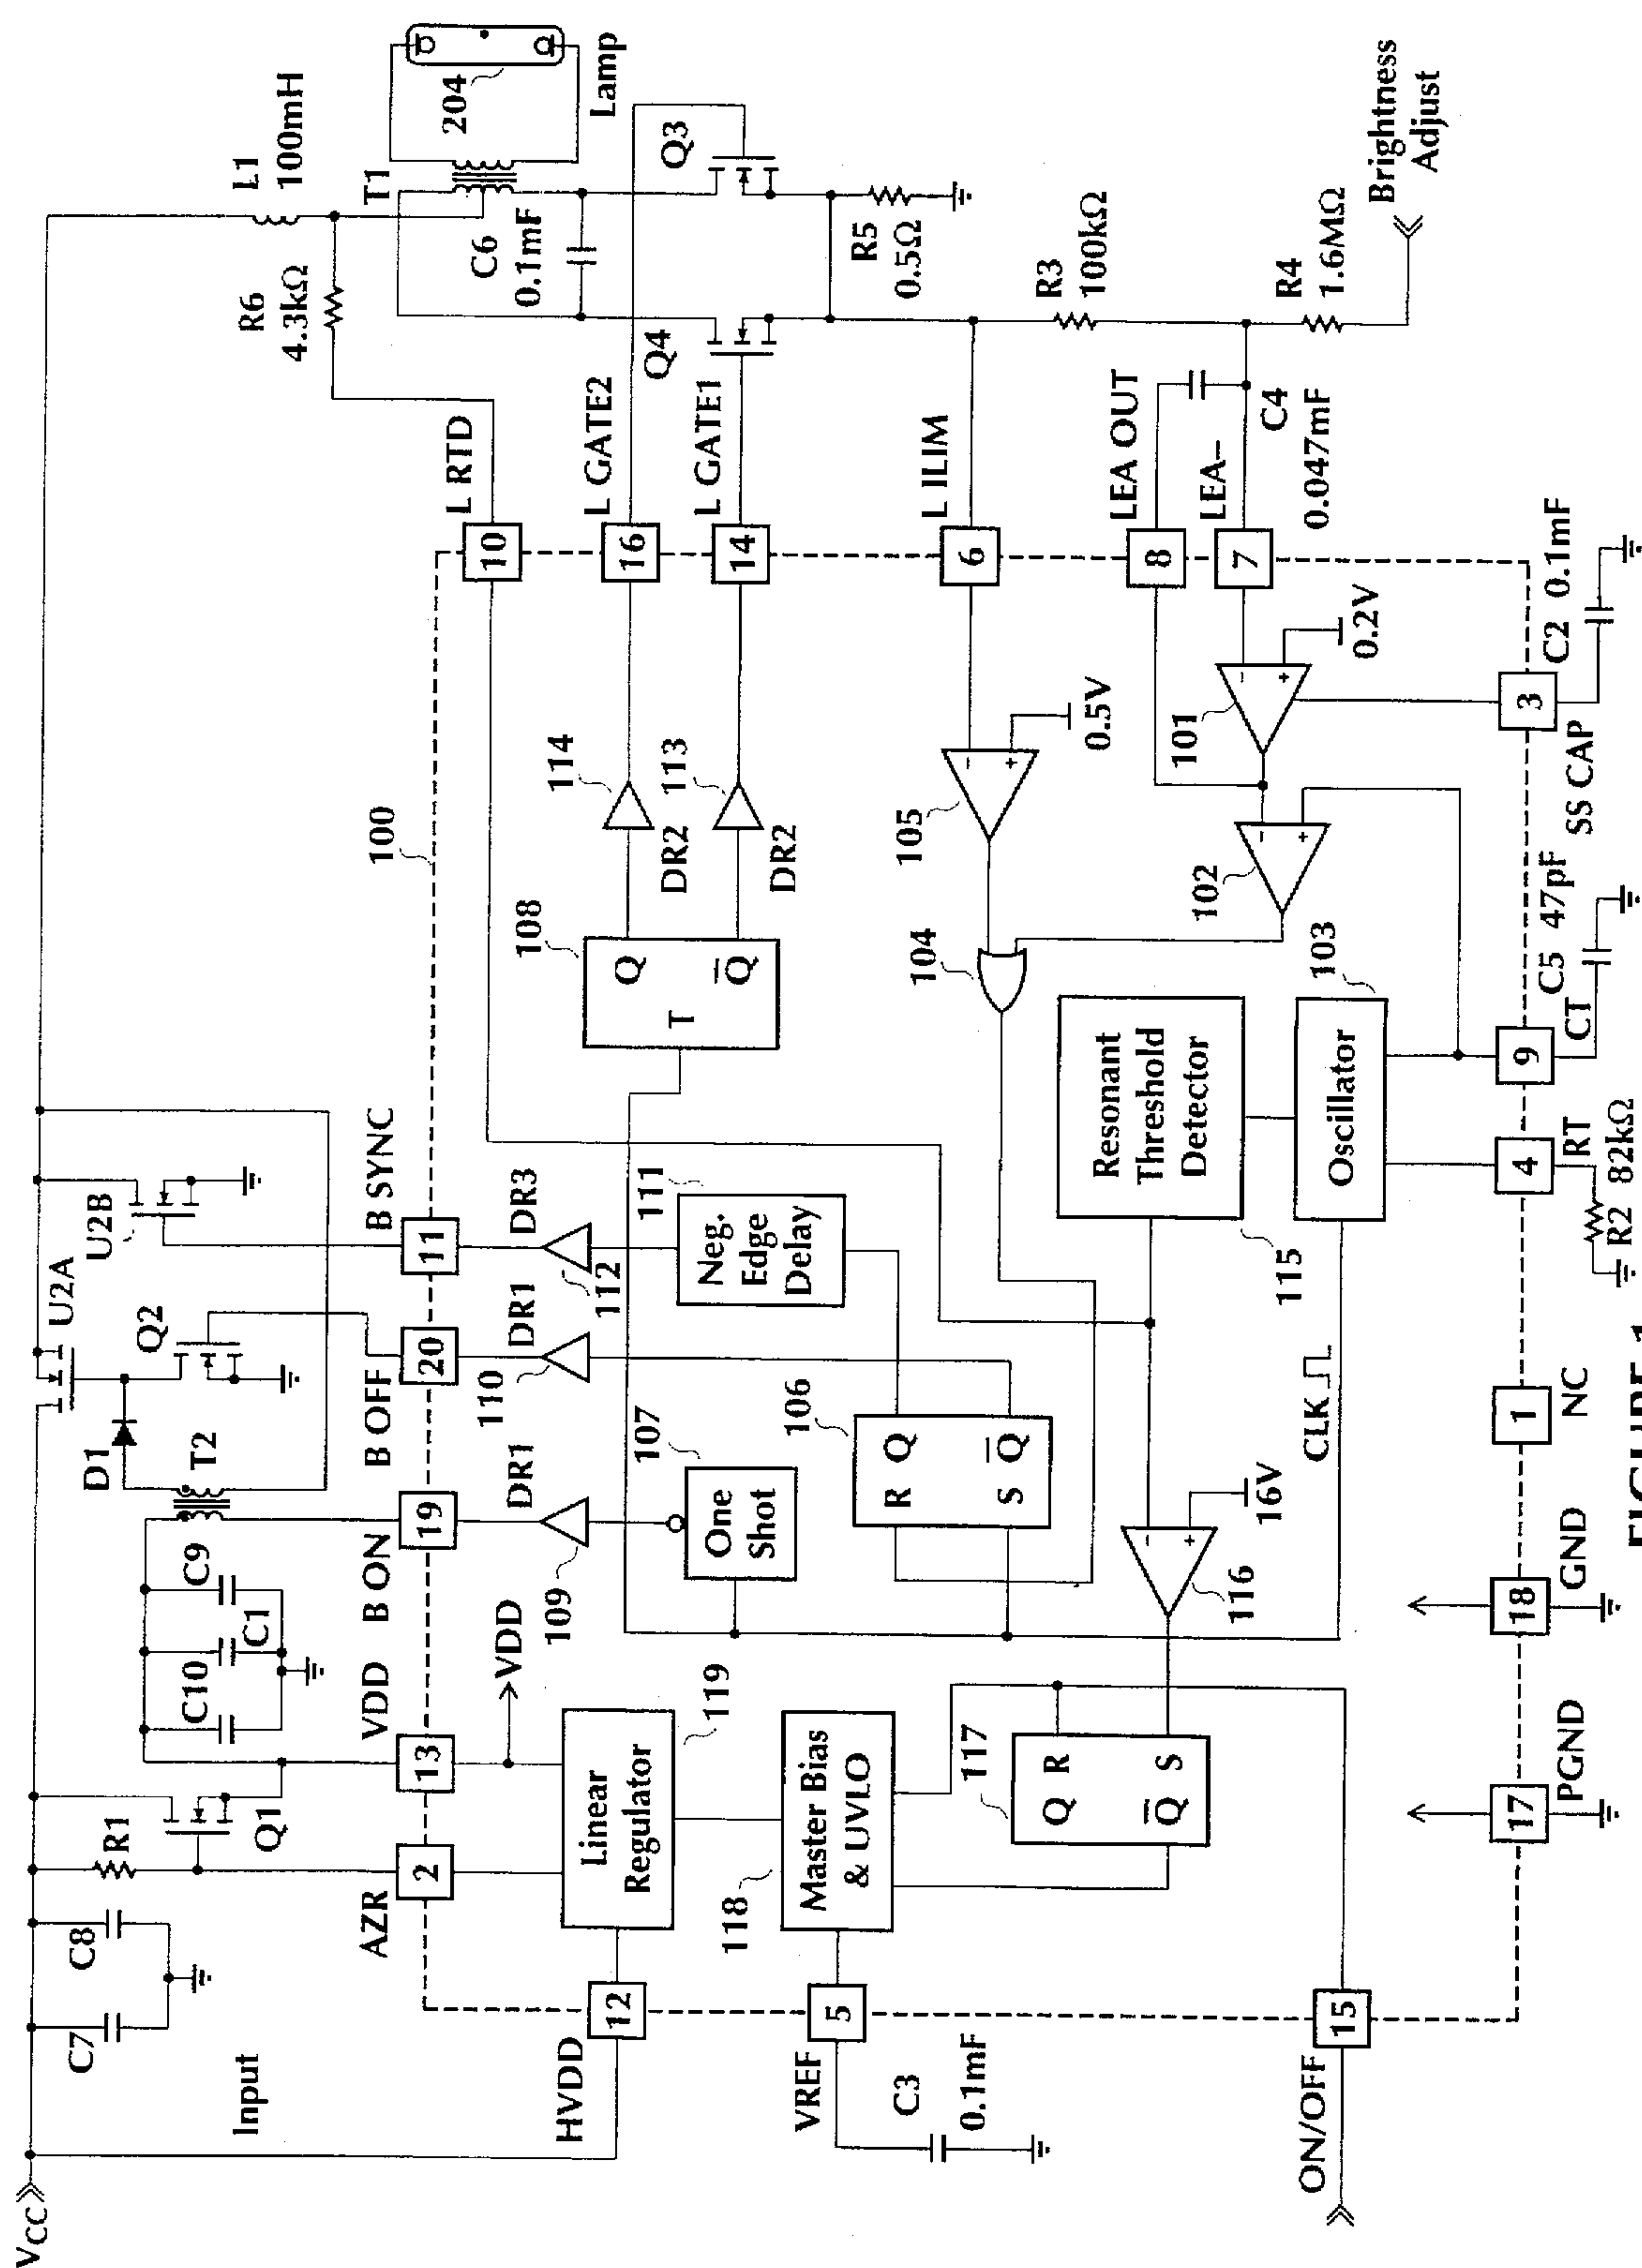 VCC
Input
C7
C8
R1
Q1
C10
C1
C9
T2
D1
U2A
Q2
U2B
L1
100mH
R6
4.3kΩ
T1
C6
0.1mF
204
Lamp
Q4
Q3
R5
0.5Ω
R3
100kΩ
R4
1.6MΩ
Brightness
Adjust
AZR
2
VDD
13
B ON
19
B OFF
20
B SYNC
11
100
L RTD
10
L GATE2
16
L GATE1
14
L ILIM
6
LEA OUT
8
LEA–
7
C4
0.047mF
HVDD
12
Linear
Regulator
119
VDD
109
DR1
One
Shot
107
110
DR1
112
DR3
Neg.
Edge
Delay
111
108
T
Q
Q
DR2
114
DR2
113
VREF
5
C3
0.1mF
118
Master Bias
& UVLO
117
Q
R
Q
S
116
– +
16V
106
R
Q
S
Q
CLK
Resonant
Threshold
Detector
115
Oscillator
103
104
105
– +
0.5V
102
– +
101
– +
0.2V
ON/OFF
15
17
PGND
18
GND
1
NC
4
RT
R2 82kΩ
9
CT
C5 47pF
3
SS CAP
C2 0.1mF